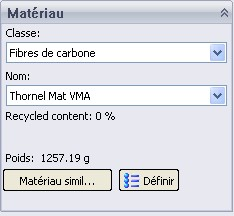 Matériau
Classe:
Fibres de carbone
Nom:
Thornel Mat VMA
Recycled content: 0 %
Poids: 1257.19 g
Matériau simil... Définir